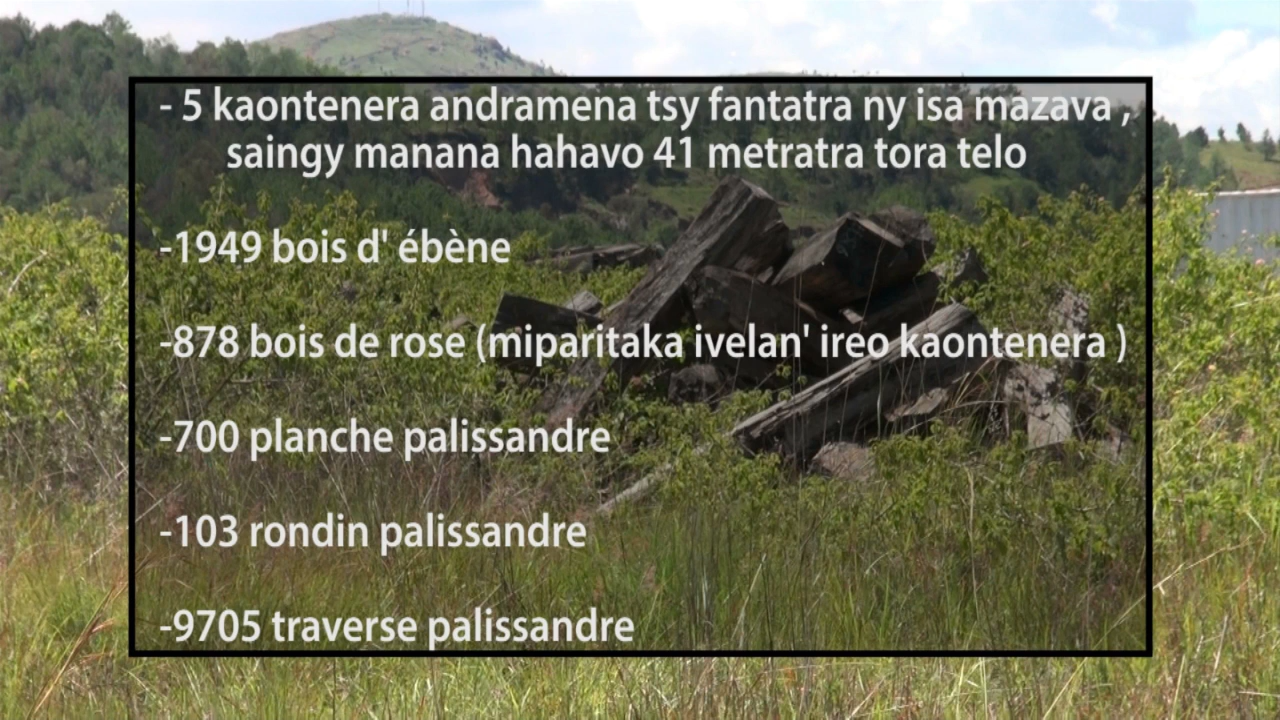 - 5 kaontenera andramena tsy fantatra ny isa mazava ,
saingy manana hahavo 41 metratra tora telo
-1949 bois d' ébène
-878 bois de rose (miparitaka ivelan' ireo kaontenera )
-700 planche palissandre
-103 rondin palissandre
-9705 traverse palissandre